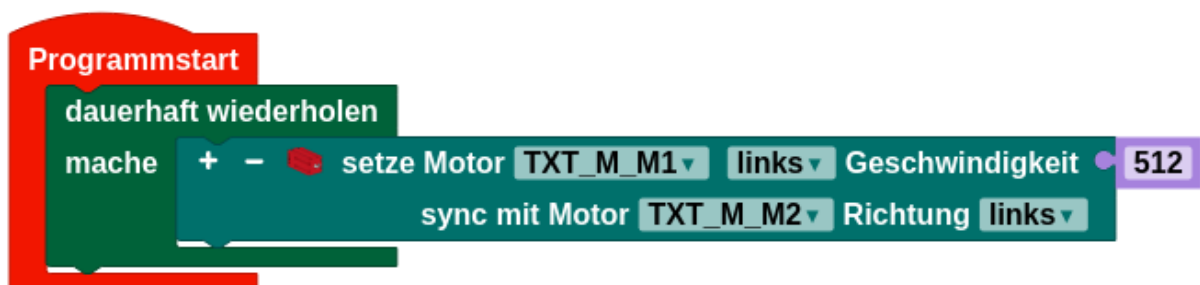 Programmstart
dauerhaft wiederholen
mache + − setze Motor TXT_M_M1 links Geschwindigkeit 512
sync mit Motor TXT_M_M2 Richtung links